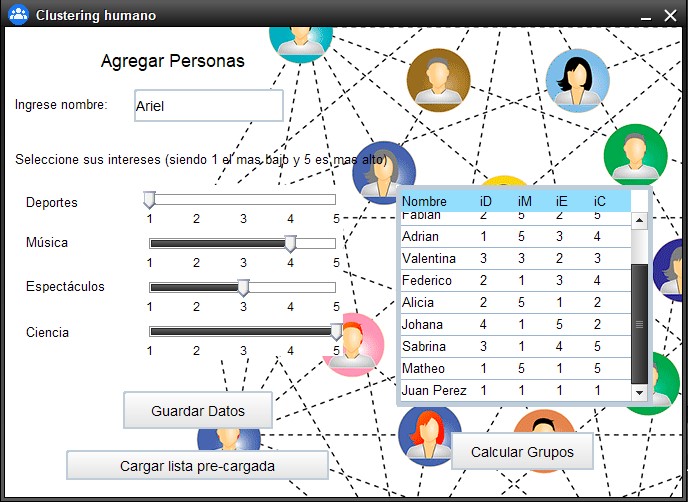 Clustering humano
Agregar Personas
Ingrese nombre: Ariel
Seleccione sus intereses (siendo 1 el mas bajo y 5 es mas alto)
Deportes
1 2 3 4 5
Música
1 2 3 4 5
Espectáculos
1 2 3 4 5
Ciencia
1 2 3 4 5
Guardar Datos
Cargar lista pre-cargada
Nombre iD iM iE iC
Fabian 2 5 2 5
Adrian 1 5 3 4
Valentina 3 3 2 3
Federico 2 1 3 4
Alicia 2 5 1 2
Johana 4 1 5 2
Sabrina 3 1 4 5
Matheo 1 5 1 5
Juan Perez 1 1 1 1
Calcular Grupos